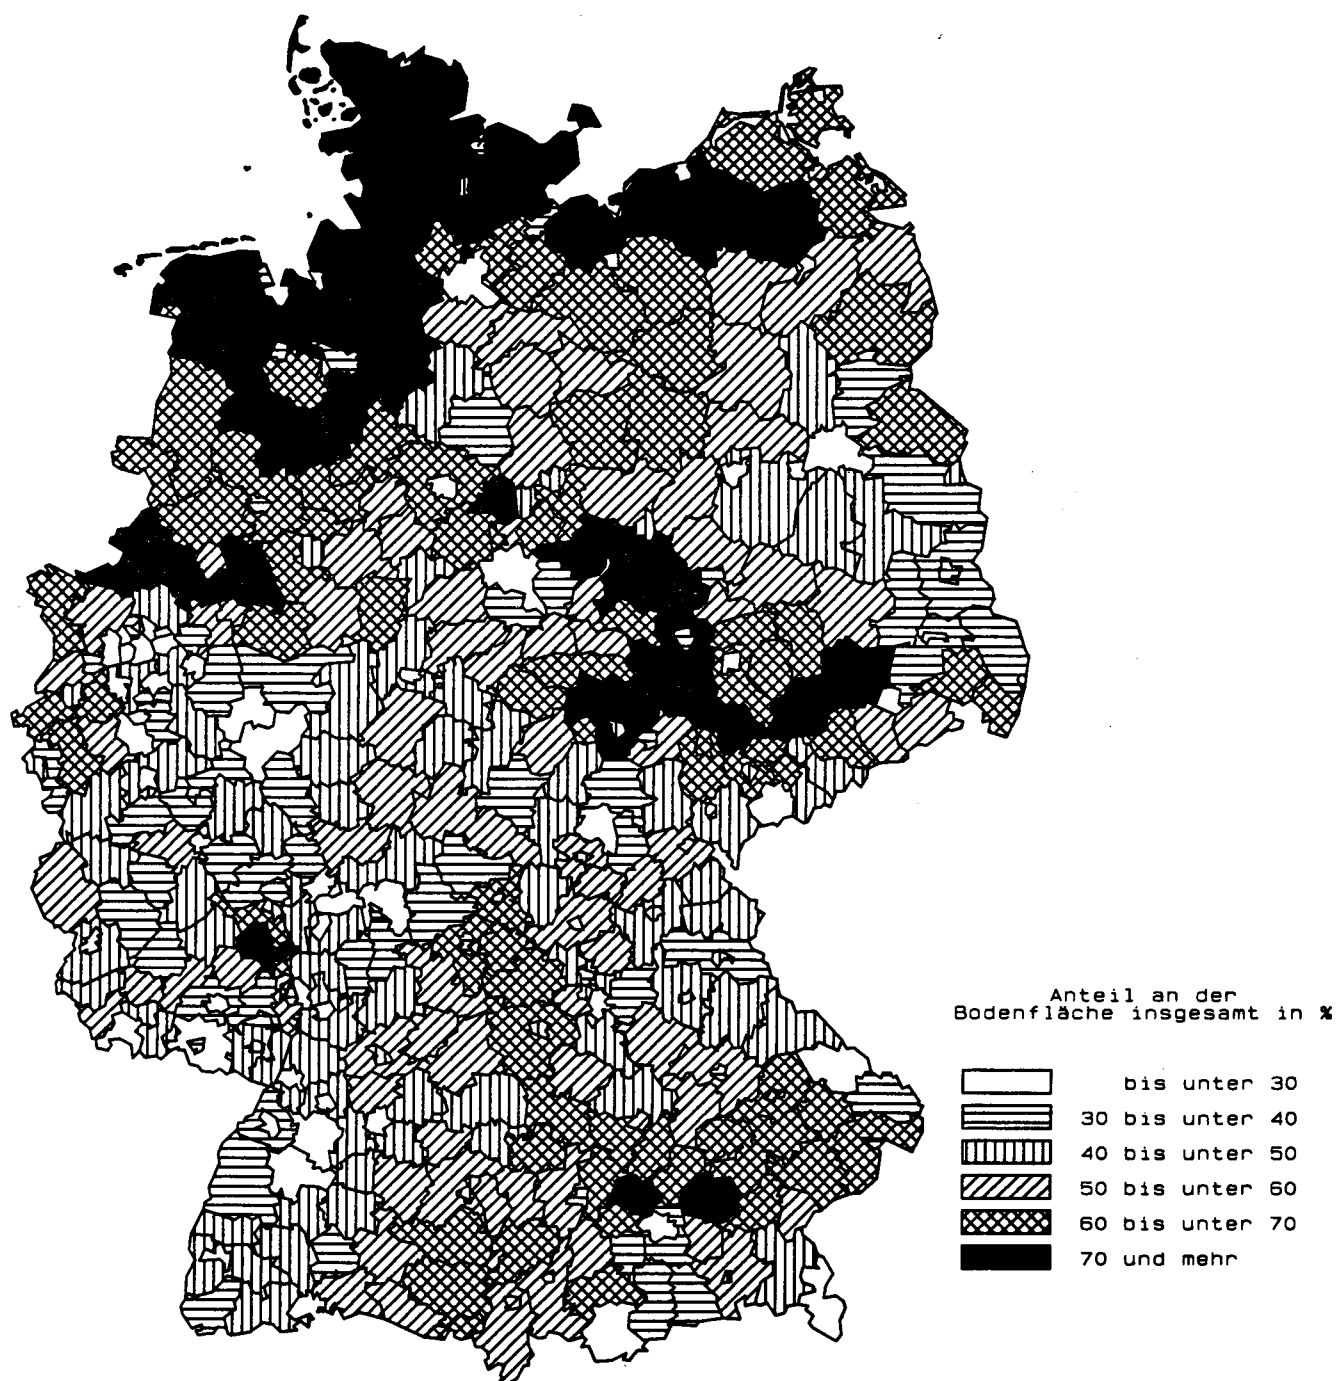 Anteil an der
Bodenfläche insgesamt in %
bis unter 30
30 bis unter 40
40 bis unter 50
50 bis unter 60
60 bis unter 70
70 und mehr